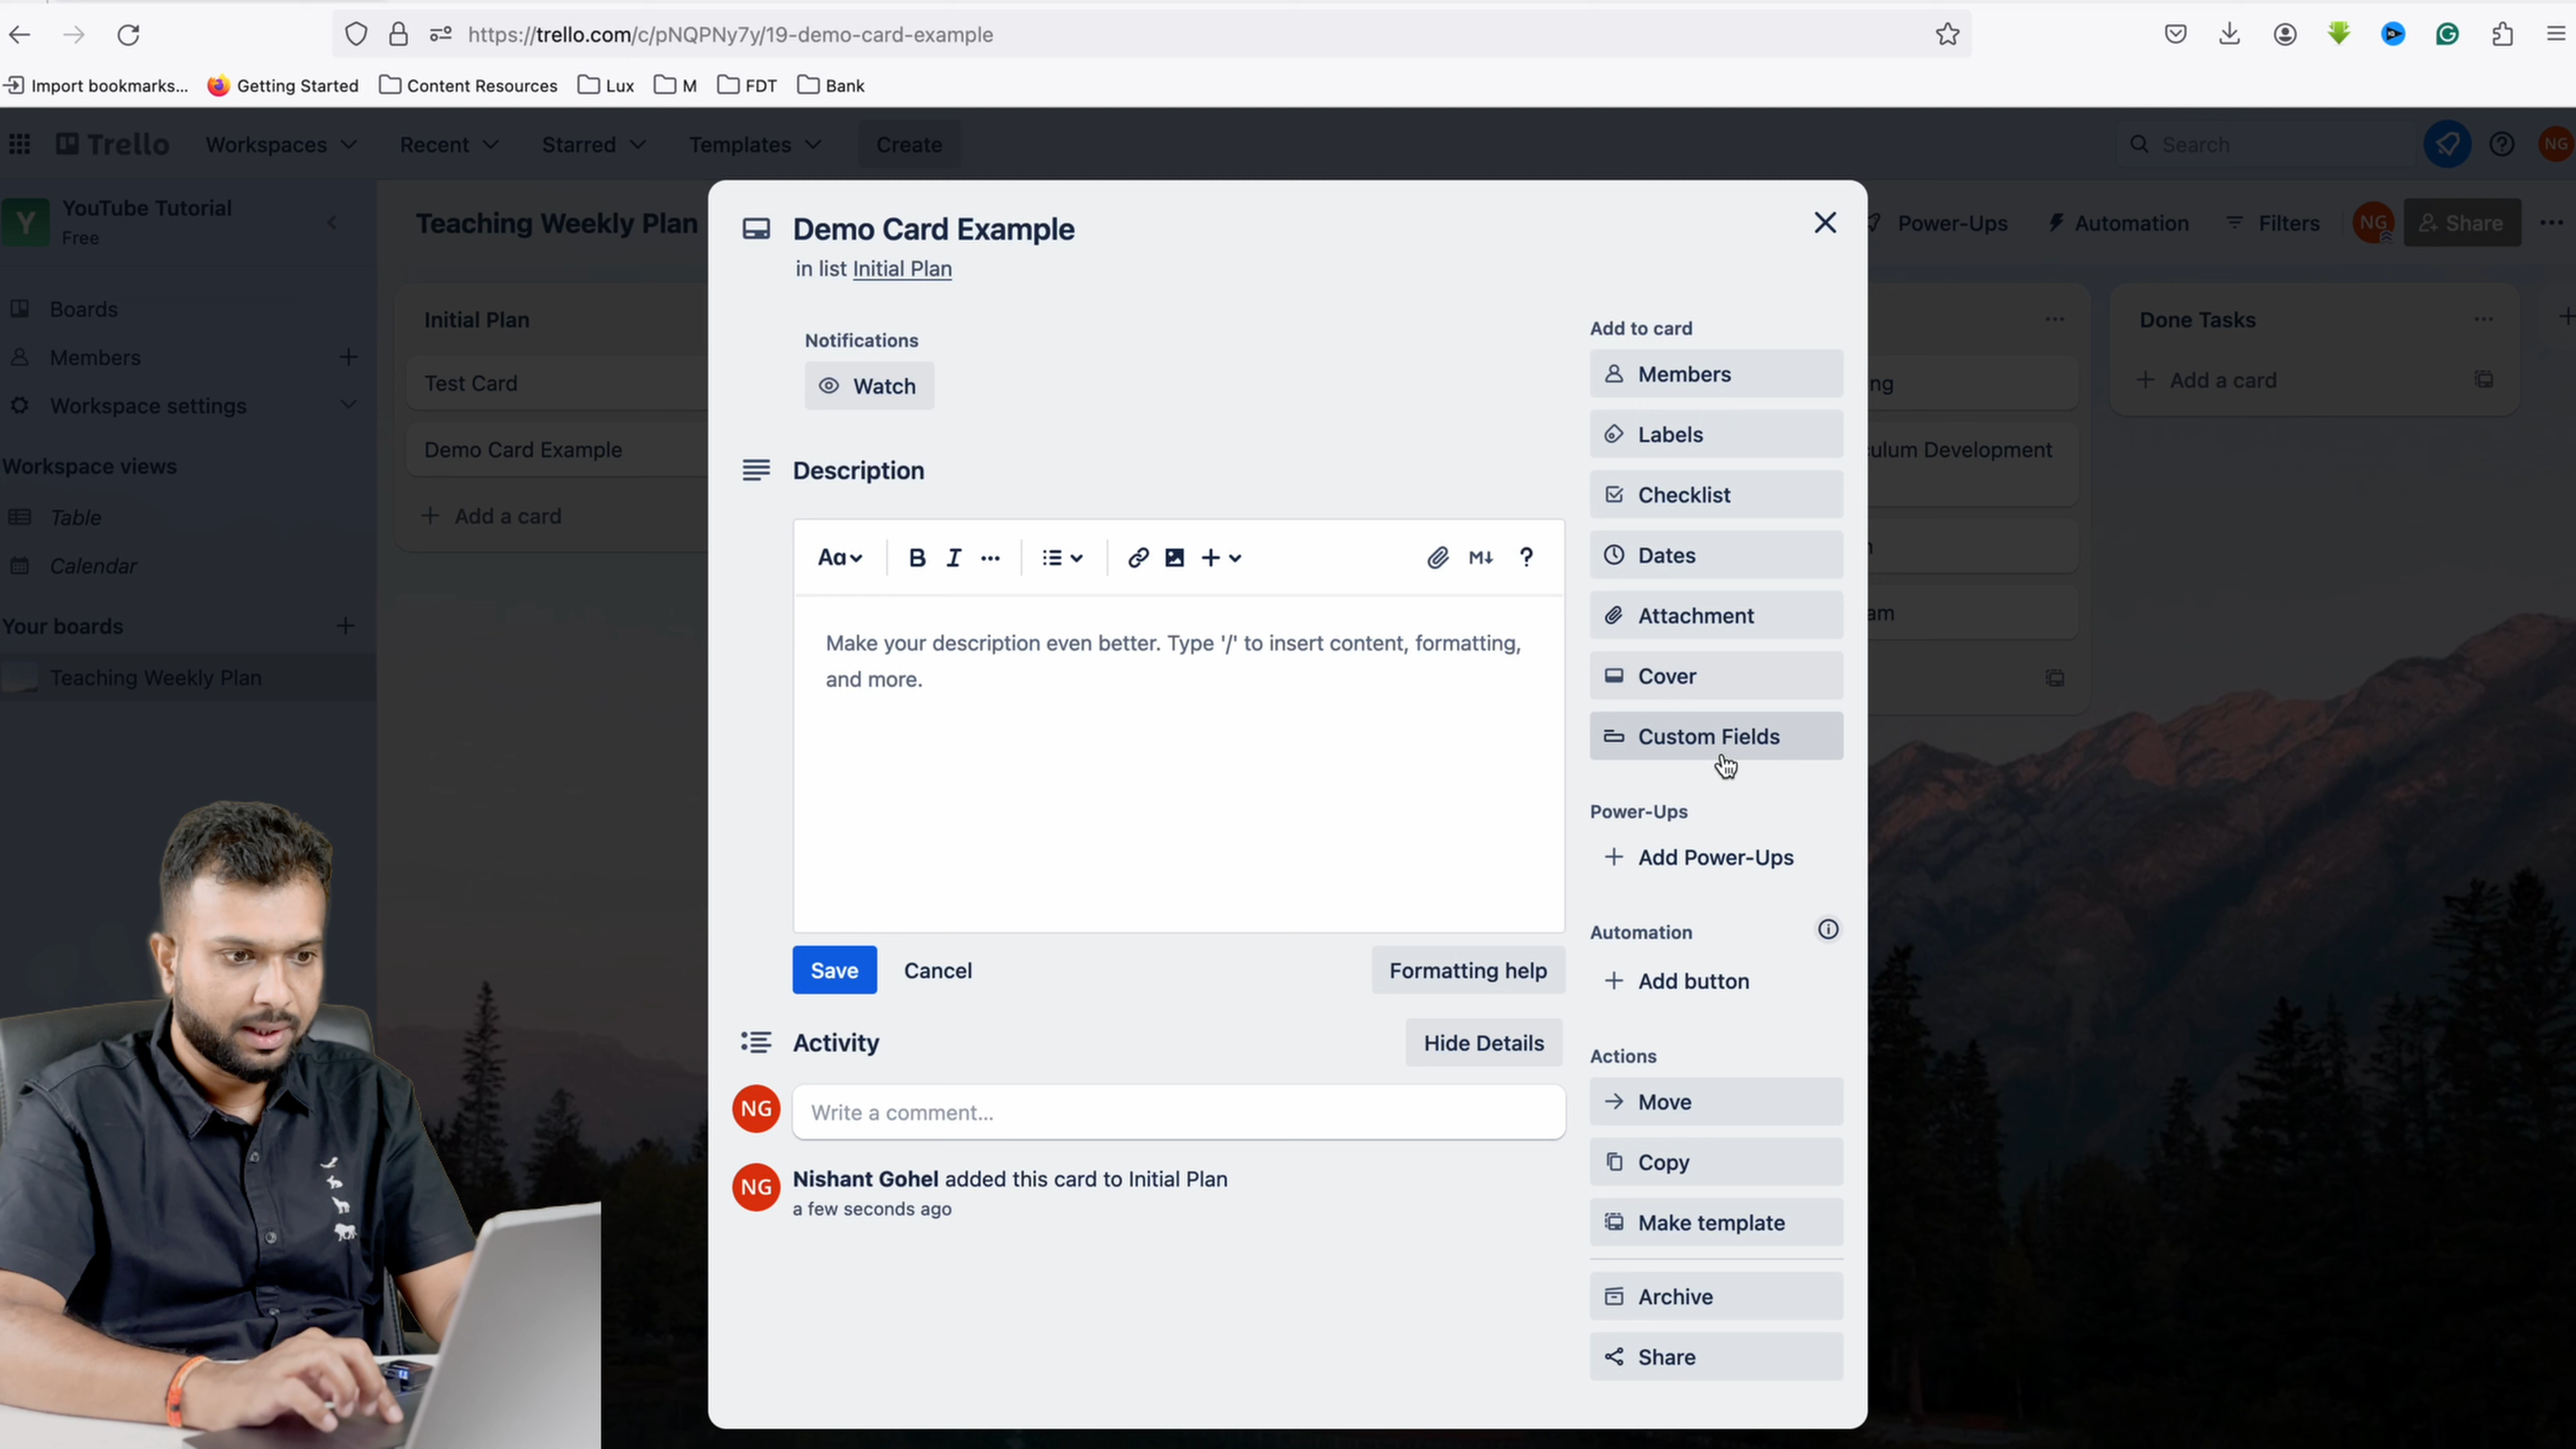 https://trello.com/c/pNQPNy7y/19-demo-card-example
Import bookmarks...
Getting Started
Content Resources
Lux
M
FDT
Bank
Trello
Workspaces
Recent
Starred
Templates
Create
Search
NG
Y
YouTube Tutorial
Free
Boards
Members
Workspace settings
Workspace views
Table
Calendar
Your boards
Teaching Weekly Plan
Teaching Weekly Plan
Power-Ups
Automation
Filters
NG
Share
Initial Plan
Test Card
Demo Card Example
Add a card
Demo Card Example
in list Initial Plan
Notifications
Watch
Description
Aa
B I
M
?
Make your description even better. Type '/' to insert content, formatting,
and more.
Save
Cancel
Formatting help
Activity
Hide Details
NG
Write a comment...
NG
Nishant Gohel added this card to Initial Plan
a few seconds ago
Add to card
Members
Labels
Checklist
Dates
Attachment
Cover
Custom Fields
Power-Ups
Add Power-Ups
Automation
Add button
Actions
Move
Copy
Make template
Archive
Share
ng
ulum Development
am
Done Tasks
Add a card